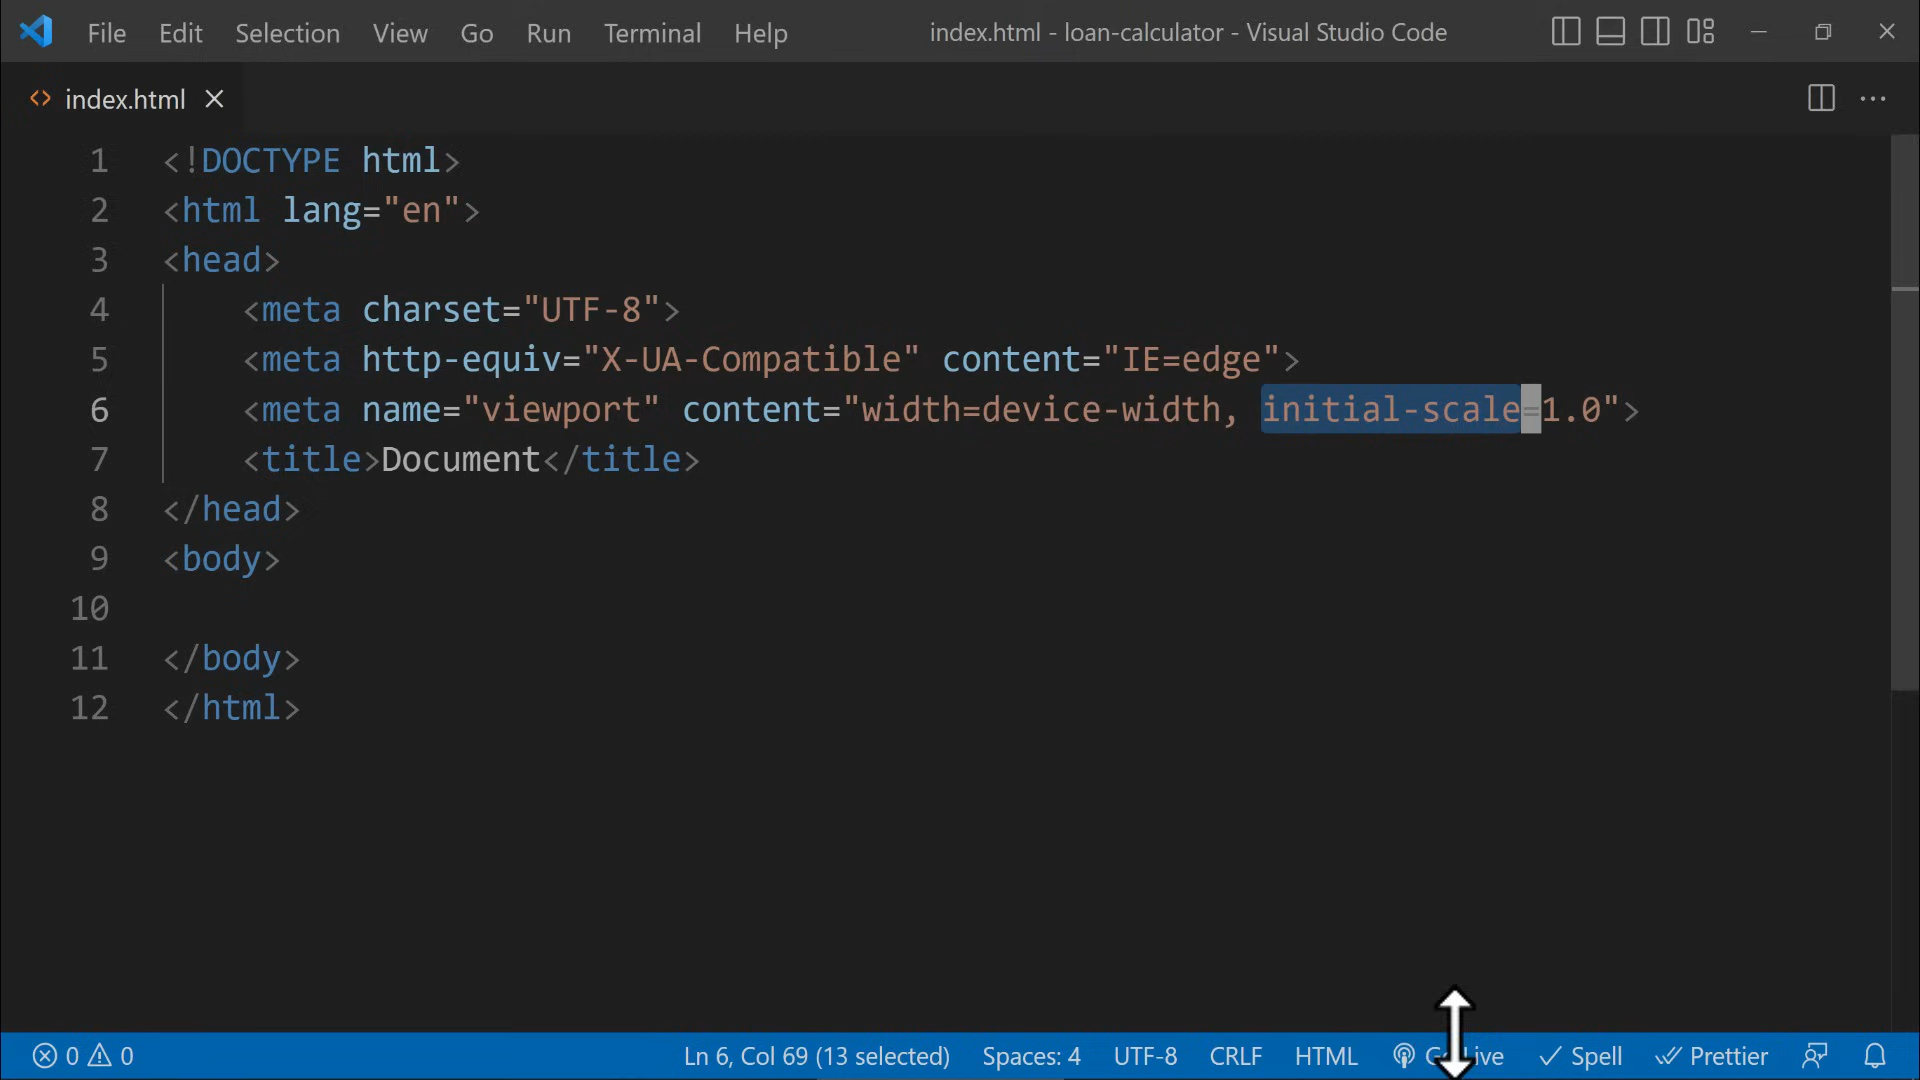 File Edit Selection View Go Run Terminal Help index.html - loan-calculator - Visual Studio Code
index.html
1 <!DOCTYPE html>
2 <html lang="en">
3 <head>
4     <meta charset="UTF-8">
5     <meta http-equiv="X-UA-Compatible" content="IE=edge">
6     <meta name="viewport" content="width=device-width, initial-scale=1.0">
7     <title>Document</title>
8 </head>
9 <body>
10
11 </body>
12 </html>
0 0 Ln 6, Col 69 (13 selected) Spaces: 4 UTF-8 CRLF HTML Go Live Spell Prettier